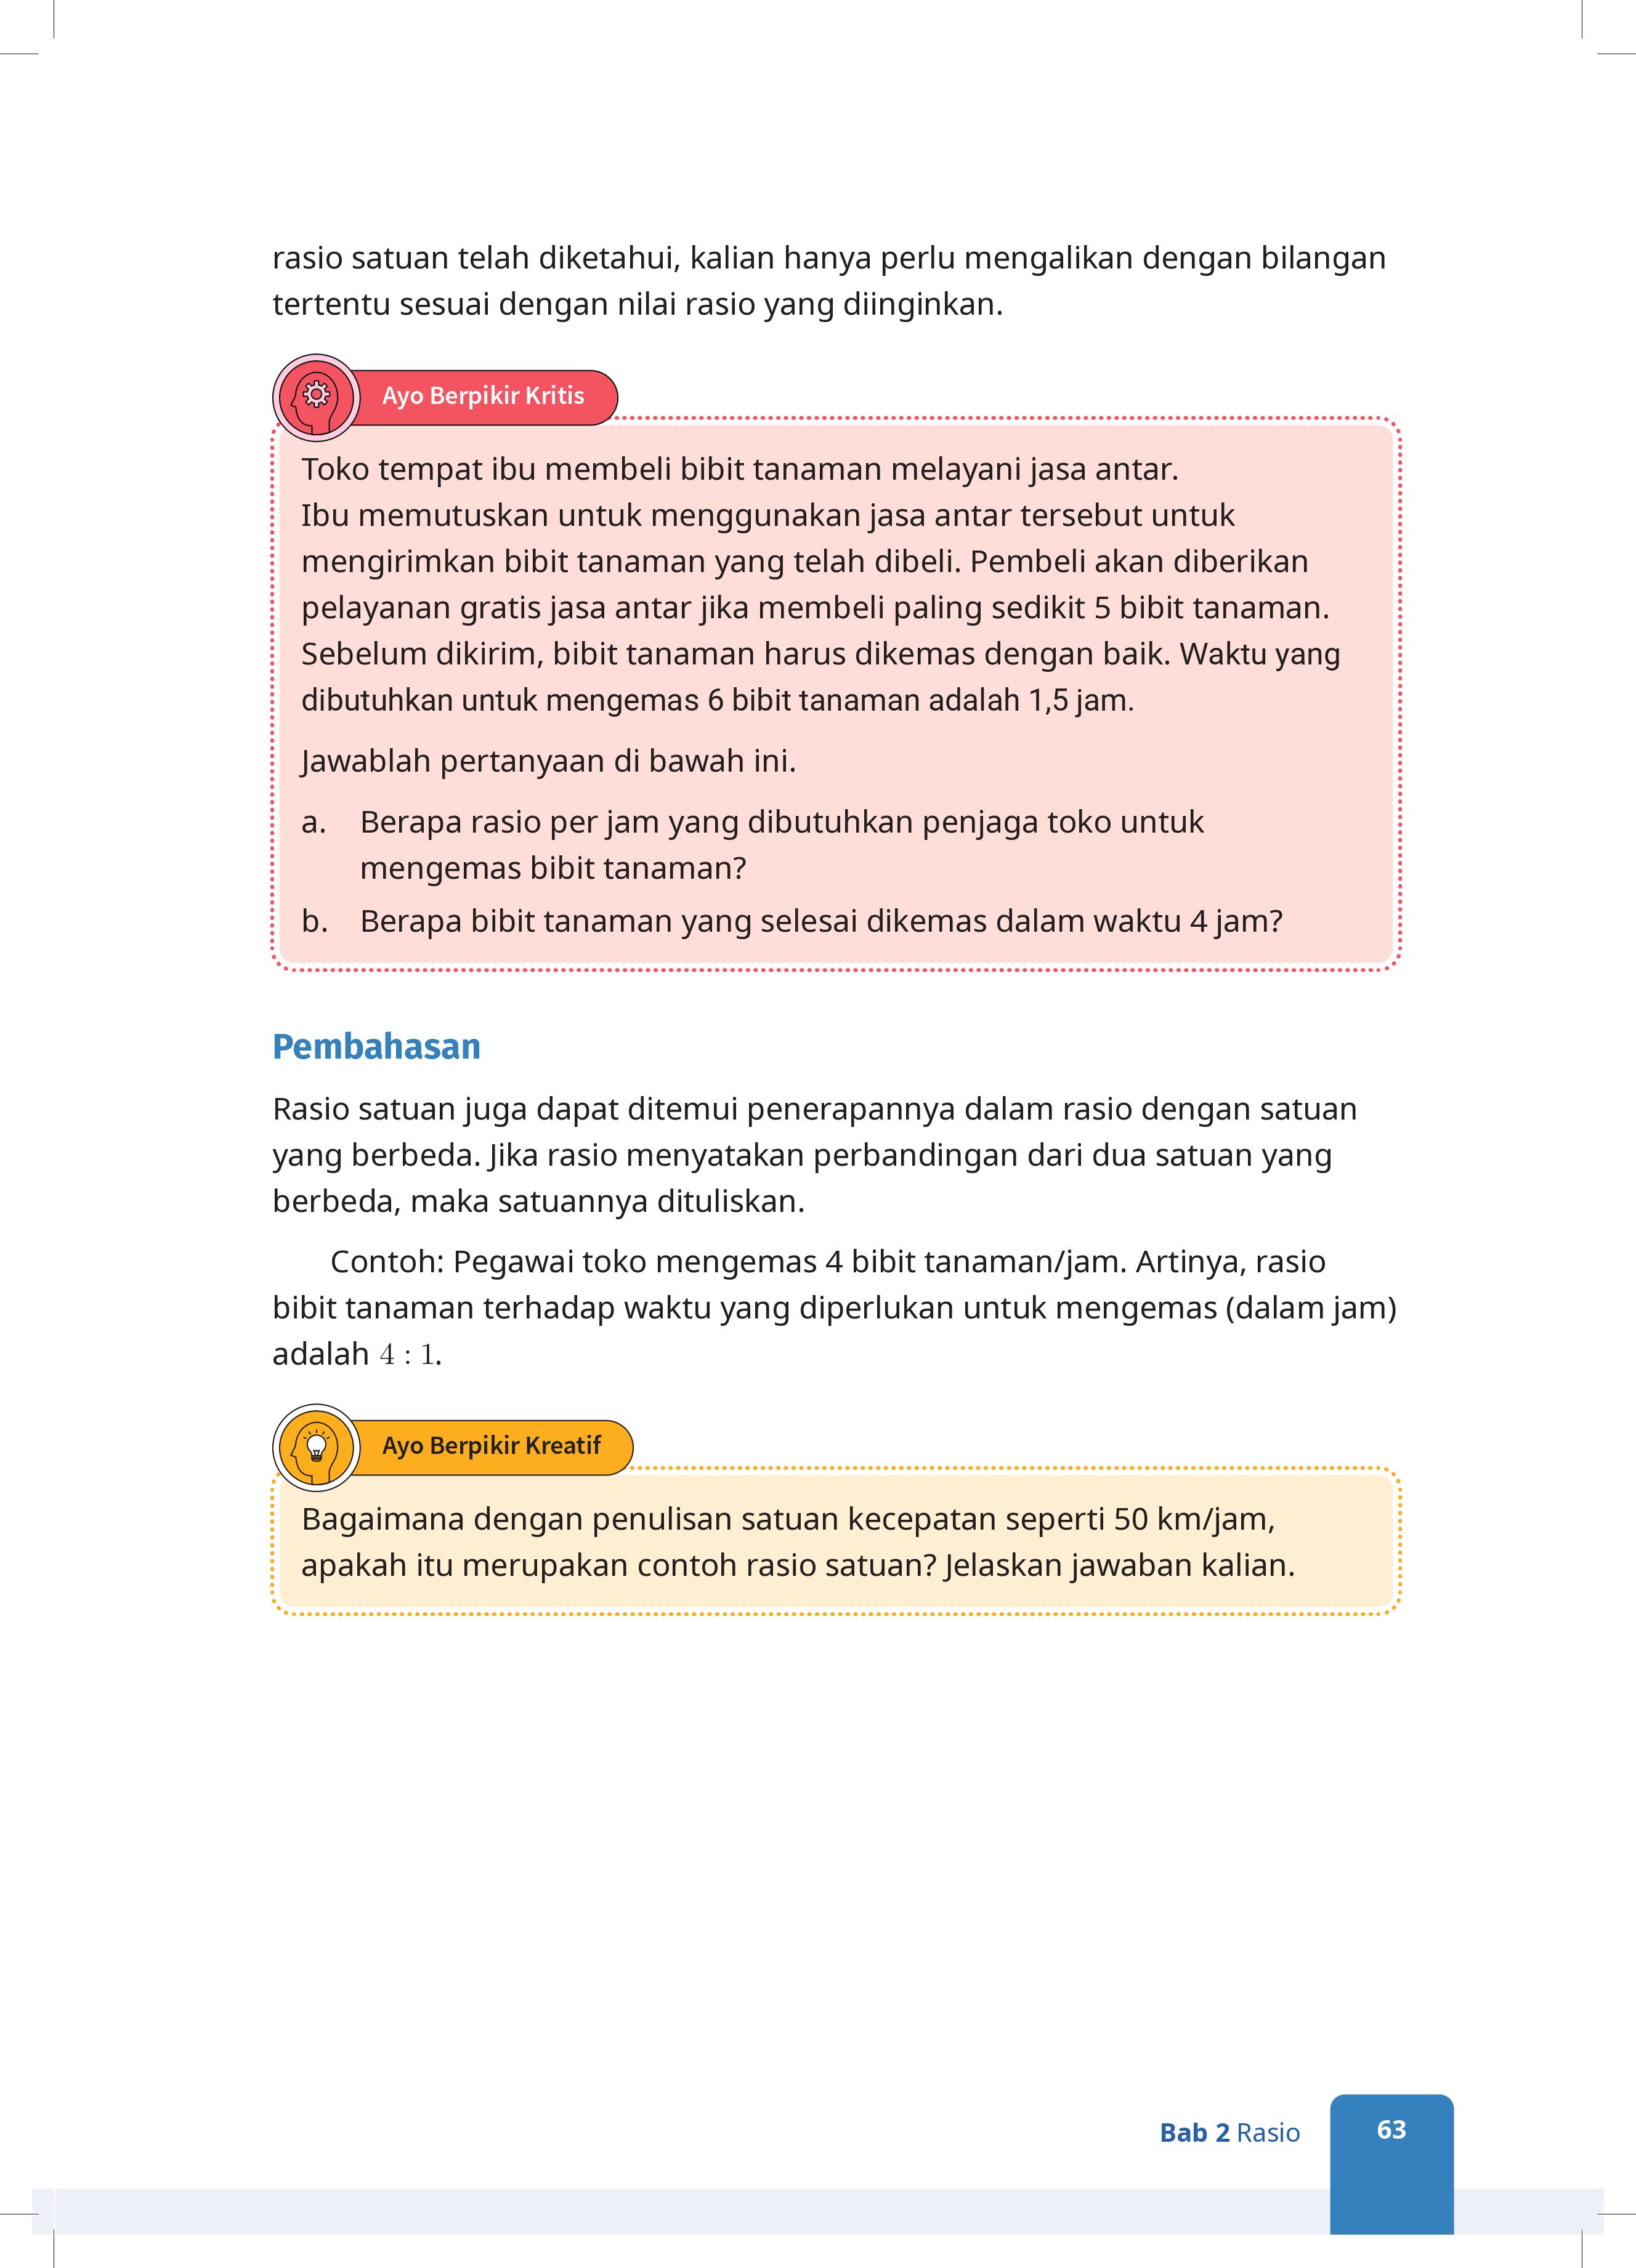 rasio satuan telah diketahui, kalian hanya perlu mengalikan dengan bilangan
tertentu sesuai dengan nilai rasio yang diinginkan.
Ayo Berpikir Kritis
Toko tempat ibu membeli bibit tanaman melayani jasa antar.
Ibu memutuskan untuk menggunakan jasa antar tersebut untuk
mengirimkan bibit tanaman yang telah dibeli. Pembeli akan diberikan
pelayanan gratis jasa antar jika membeli paling sedikit 5 bibit tanaman.
Sebelum dikirim, bibit tanaman harus dikemas dengan baik. Waktu yang
dibutuhkan untuk mengemas 6 bibit tanaman adalah 1,5 jam.
Jawablah pertanyaan di bawah ini.
a. Berapa rasio per jam yang dibutuhkan penjaga toko untuk
mengemas bibit tanaman?
b. Berapa bibit tanaman yang selesai dikemas dalam waktu 4 jam?
Pembahasan
Rasio satuan juga dapat ditemui penerapannya dalam rasio dengan satuan
yang berbeda. Jika rasio menyatakan perbandingan dari dua satuan yang
berbeda, maka satuannya dituliskan.
Contoh: Pegawai toko mengemas 4 bibit tanaman/jam. Artinya, rasio
bibit tanaman terhadap waktu yang diperlukan untuk mengemas (dalam jam)
adalah 4 : 1.
Ayo Berpikir Kreatif
Bagaimana dengan penulisan satuan kecepatan seperti 50 km/jam,
apakah itu merupakan contoh rasio satuan? Jelaskan jawaban kalian.
Bab 2 Rasio 63